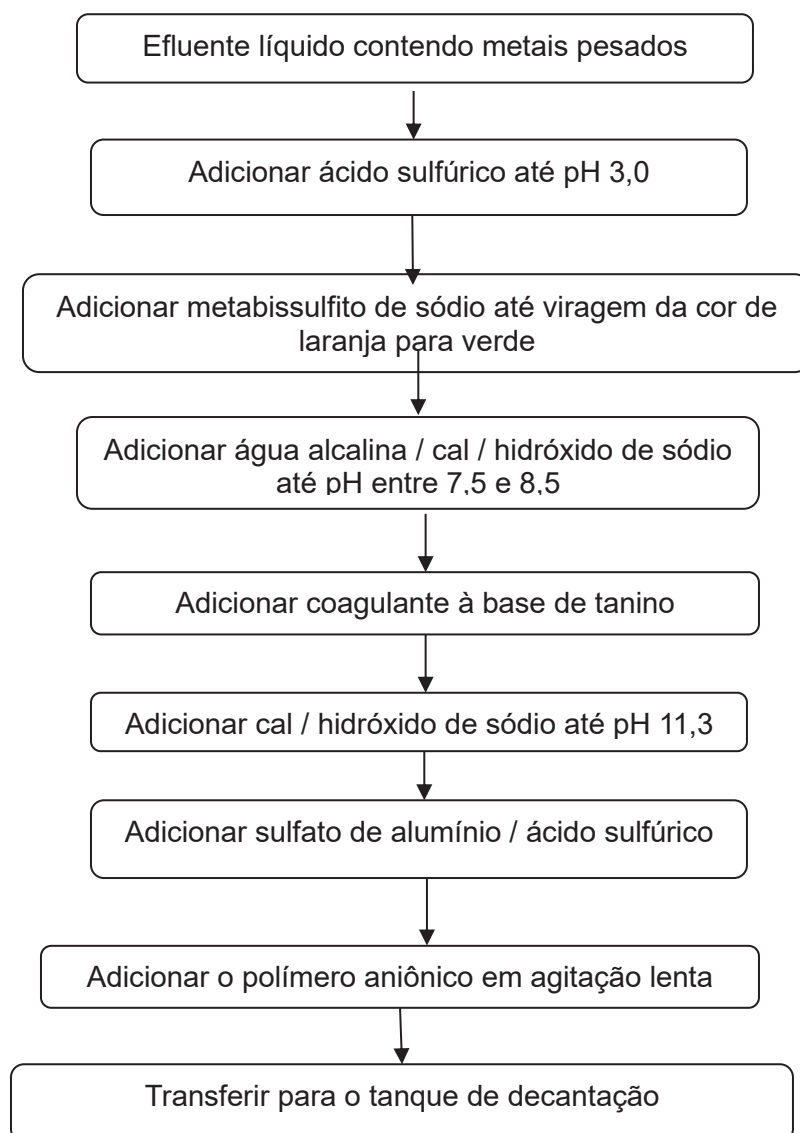 Efluente líquido contendo metais pesados
Adicionar ácido sulfúrico até pH 3,0
Adicionar metabissulfito de sódio até viragem da cor de
laranja para verde
Adicionar água alcalina / cal / hidróxido de sódio
até pH entre 7,5 e 8,5
Adicionar coagulante à base de tanino
Adicionar cal / hidróxido de sódio até pH 11,3
Adicionar sulfato de alumínio / ácido sulfúrico
Adicionar o polímero aniônico em agitação lenta
Transferir para o tanque de decantação